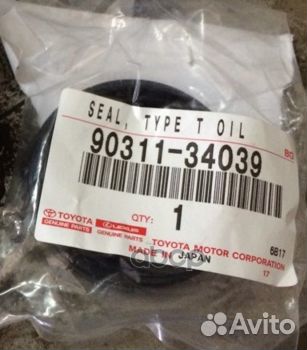 SEAL, TYPE T OIL
BO
90311-34039
TOYOTA
GENUINE PARTS
LEXUS
GENUINE PARTS
QTY:
1
TOYOTA MOTOR CORPORATION
MADE IN JAPAN
6B17
17
Avito